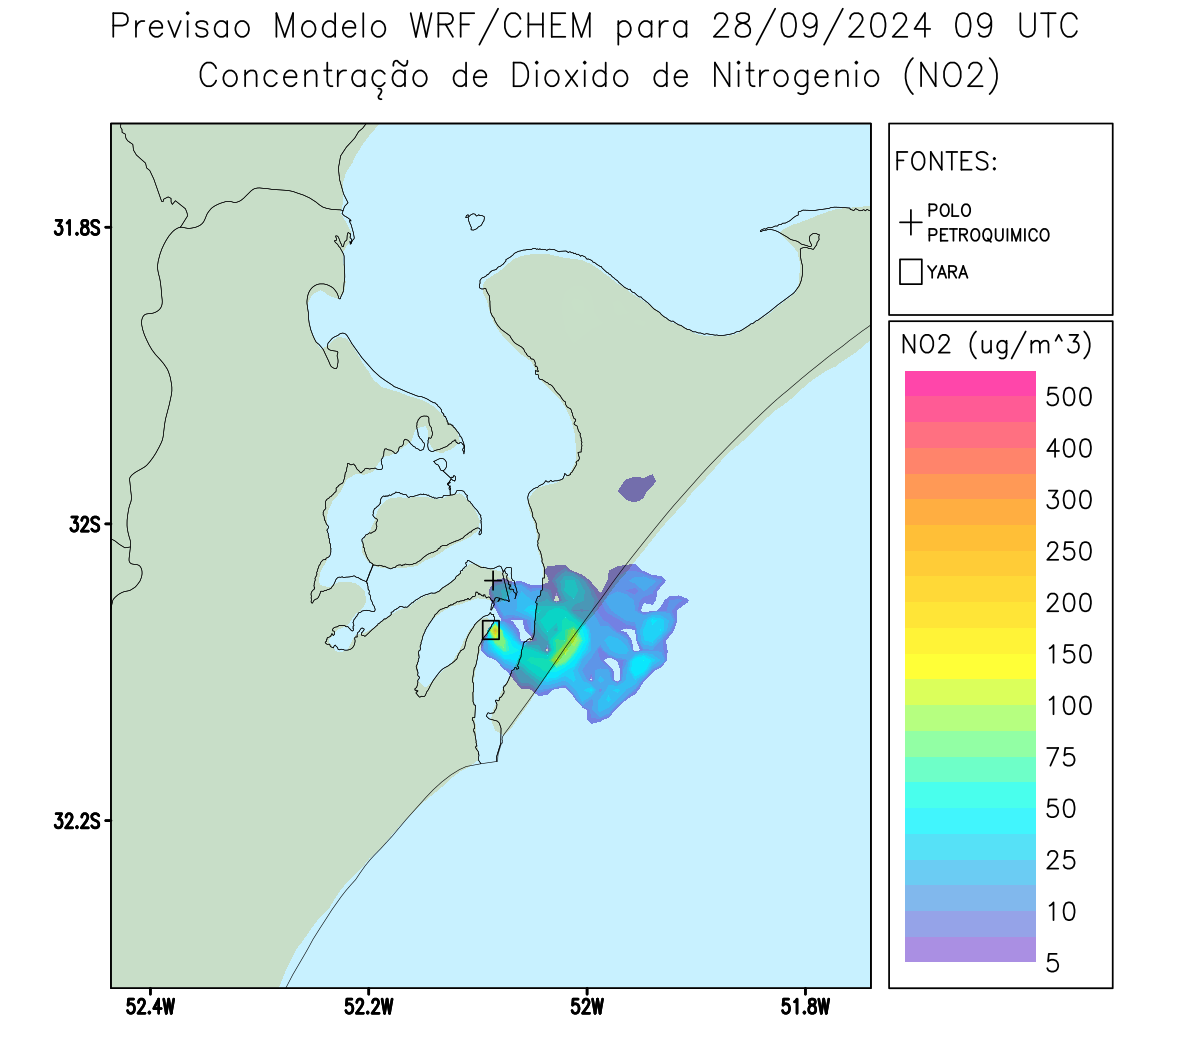 Previsao Modelo WRF/CHEM para 28/09/2024 09 UTC
Concentração de Dioxido de Nitrogenio (NO2)
FONTES:
POLO
PETROQUIMICO
YARA
NO2 (ug/m^3)
500
400
300
250
200
150
100
75
50
25
10
5
31.8S
32S
32.2S
52.4W
52.2W
52W
51.8W